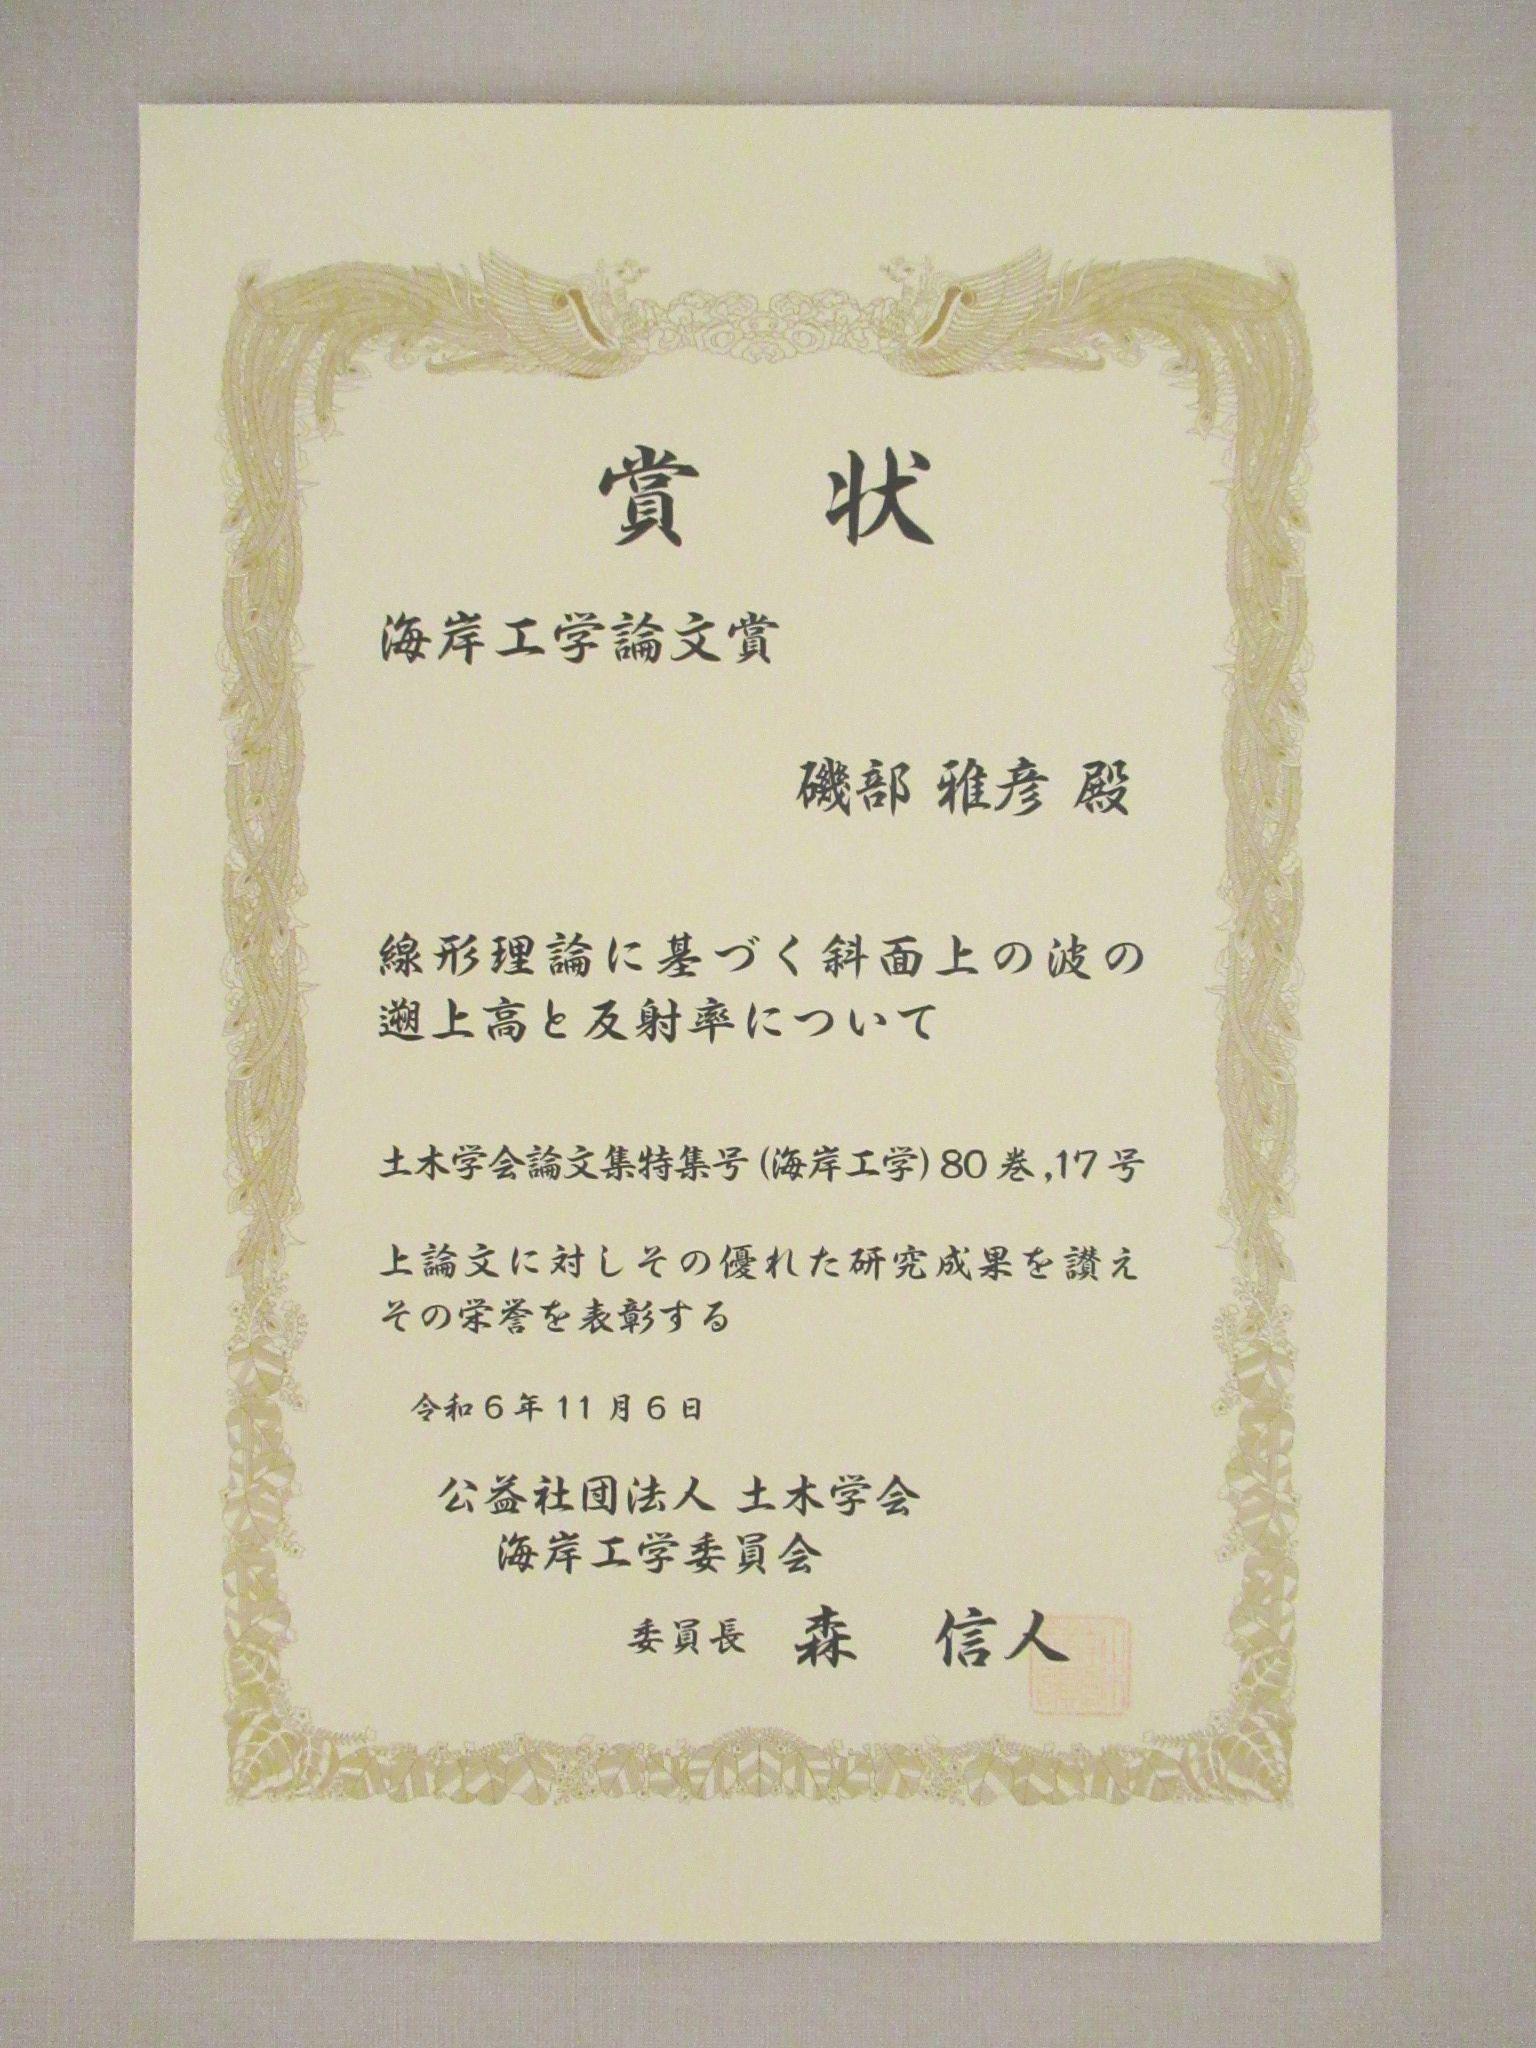 賞 状
海岸工学論文賞
磯部 雅彦 殿
線形理論に基づく斜面上の波の
遡上高と反射率について
土木学会論文集特集号(海岸工学)80巻,17号
上論文に対しその優れた研究成果を讃え
その栄誉を表彰する
令和6年11月6日
公益社団法人 土木学会
海岸工学委員会
委員長 森 信人